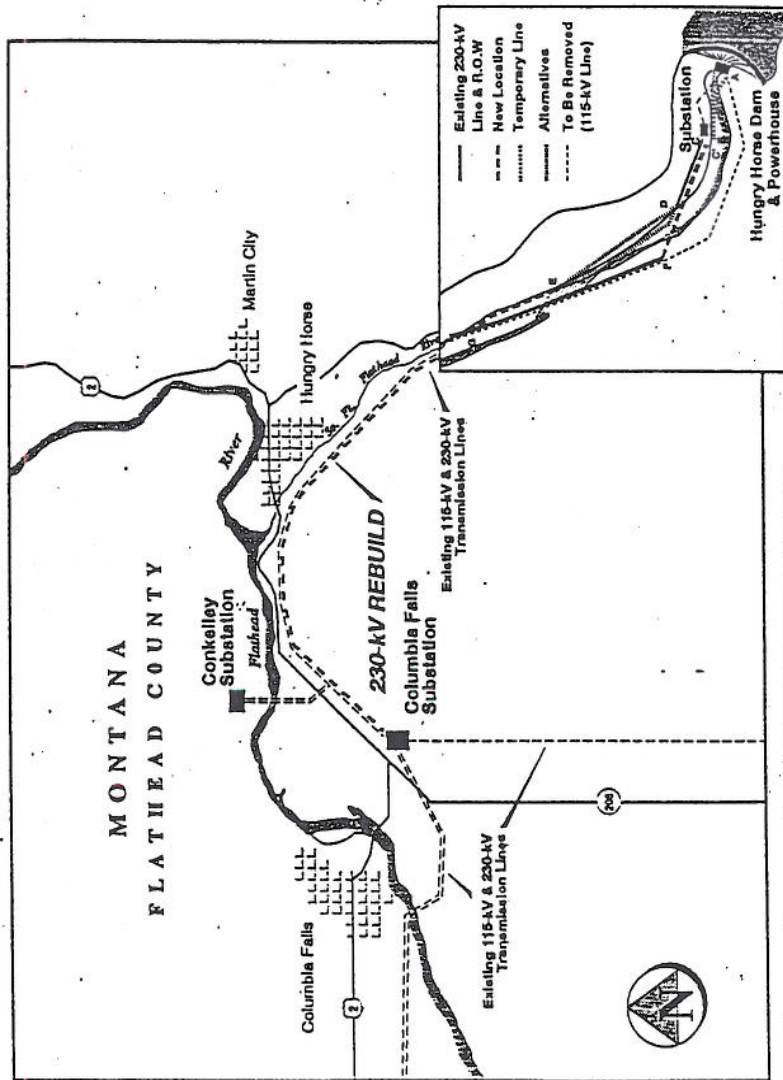 MONTANA
FLATHEAD COUNTY
2
Martin City
Hungry Horse
River
Conkelley
Substation
Flathead
So. Fk. Flathead
River
230-kV REBUILD
Columbia Falls
Substation
Columbia Falls
2
206
Existing 115-kV & 230-kV
Transmission Lines
Existing 115-kV & 230-kV
Transmission Lines
N
Existing 230-kV
Line & R.O.W
New Location
Temporary Line
Alternatives
To Be Removed
(115-kV Line)
Substation
Hungry Horse Dam
& Powerhouse
A
B
C'
D
E
F
G